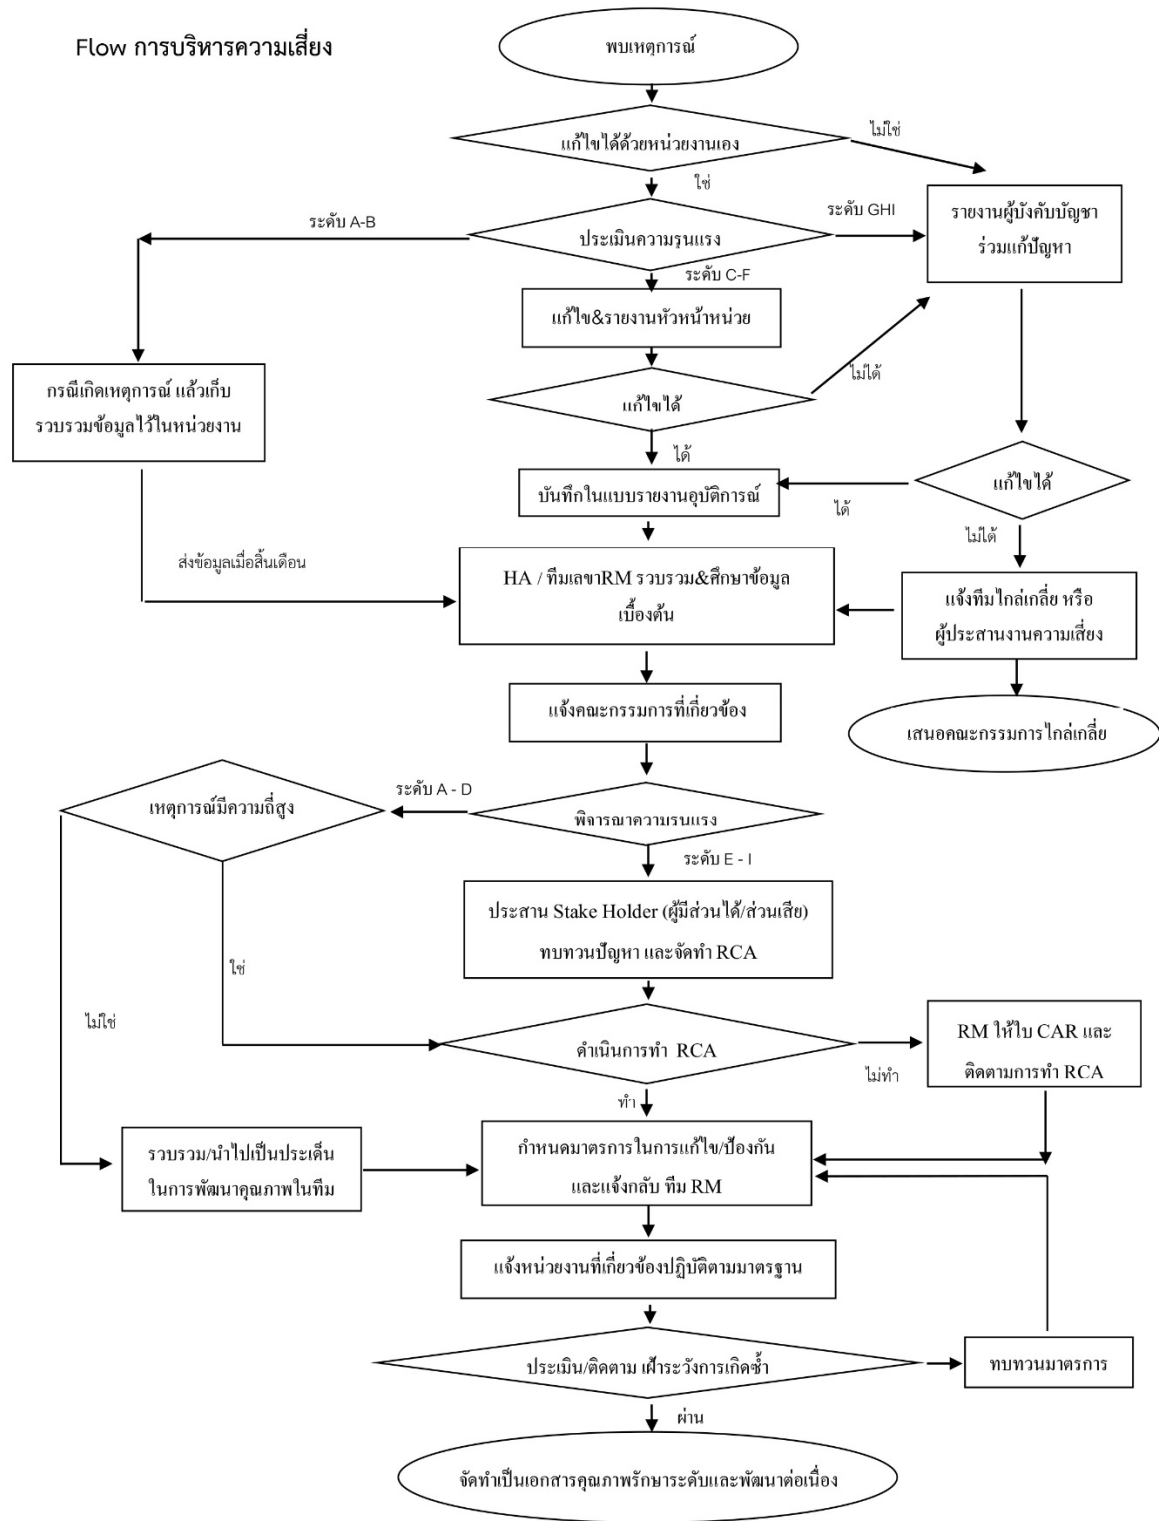 Flow การบริหารความเสี่ยง
พบเหตุการณ์
แก้ไขได้ด้วยหน่วยงานเอง
ไม่ใช่
ใช่
ระดับ A-B
ระดับ GHI
รายงานผู้บังคับบัญชา
ร่วมแก้ปัญหา
ประเมินความรุนแรง
ระดับ C-F
แก้ไข&รายงานหัวหน้าหน่วย
ไม่ได้
กรณีเกิดเหตุการณ์ แล้วเก็บ
รวบรวมข้อมูลไว้ในหน่วยงาน
แก้ไขได้
ได้
บันทึกในแบบรายงานอุบัติการณ์
แก้ไขได้
ได้
ไม่ได้
ส่งข้อมูลเมื่อสิ้นเดือน
HA / ทีมเลขาRM รวบรวม&ศึกษาข้อมูล
เบื้องต้น
แจ้งทีมไกล่เกลี่ย หรือ
ผู้ประสานงานความเสี่ยง
แจ้งคณะกรรมการที่เกี่ยวข้อง
เสนอคณะกรรมการไกล่เกลี่ย
ระดับ A - D
เหตุการณ์มีความถี่สูง
พิจารณาความรนแรง
ระดับ E - I
ประสาน Stake Holder (ผู้มีส่วนได้/ส่วนเสีย)
ทบทวนปัญหา และจัดทำ RCA
ใช่
ไม่ใช่
ดำเนินการทำ RCA
ไม่ทำ
RM ให้ใบ CAR และ
ติดตามการทำ RCA
ทำ
รวบรวม/นำไปเป็นประเด็น
ในการพัฒนาคุณภาพในทีม
กำหนดมาตรการในการแก้ไข/ป้องกัน
และแจ้งกลับ ทีม RM
แจ้งหน่วยงานที่เกี่ยวข้องปฏิบัติตามมาตรฐาน
ประเมิน/ติดตาม เฝ้าระวังการเกิดซ้ำ
ทบทวนมาตรการ
ผ่าน
จัดทำเป็นเอกสารคุณภาพรักษาระดับและพัฒนาต่อเนื่อง